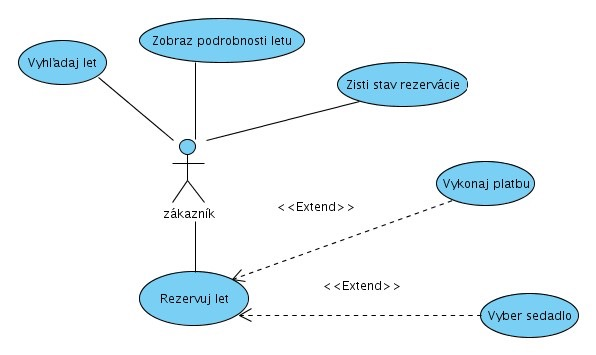 Zobraz podrobnosti letu
Vyhľadaj let
Zisti stav rezervácie
Vykonaj platbu
<<Extend>>
zákazník
<<Extend>>
Rezervuj let
Vyber sedadlo